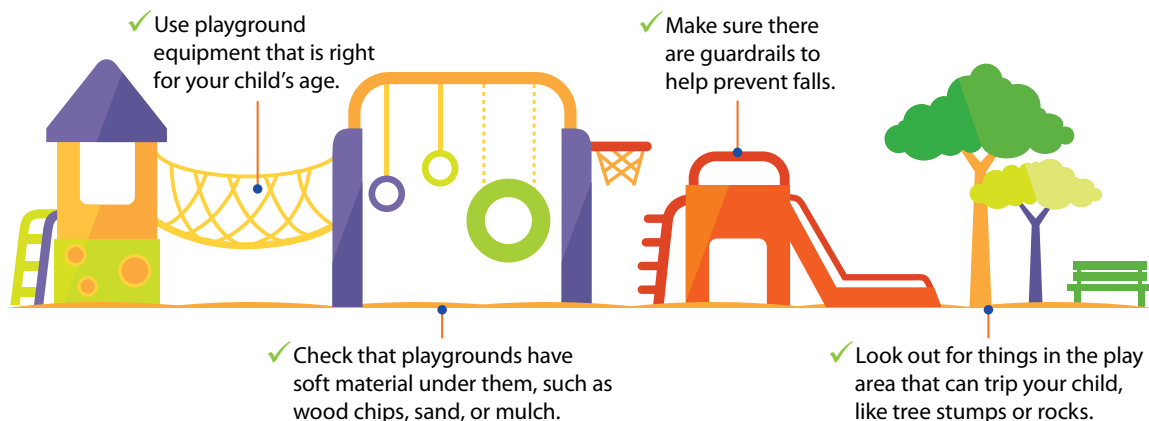 Use playground
equipment that is right
for your child’s age.
Make sure there
are guardrails to
help prevent falls.
Check that playgrounds have
soft material under them, such as
wood chips, sand, or mulch.
Look out for things in the play
area that can trip your child,
like tree stumps or rocks.